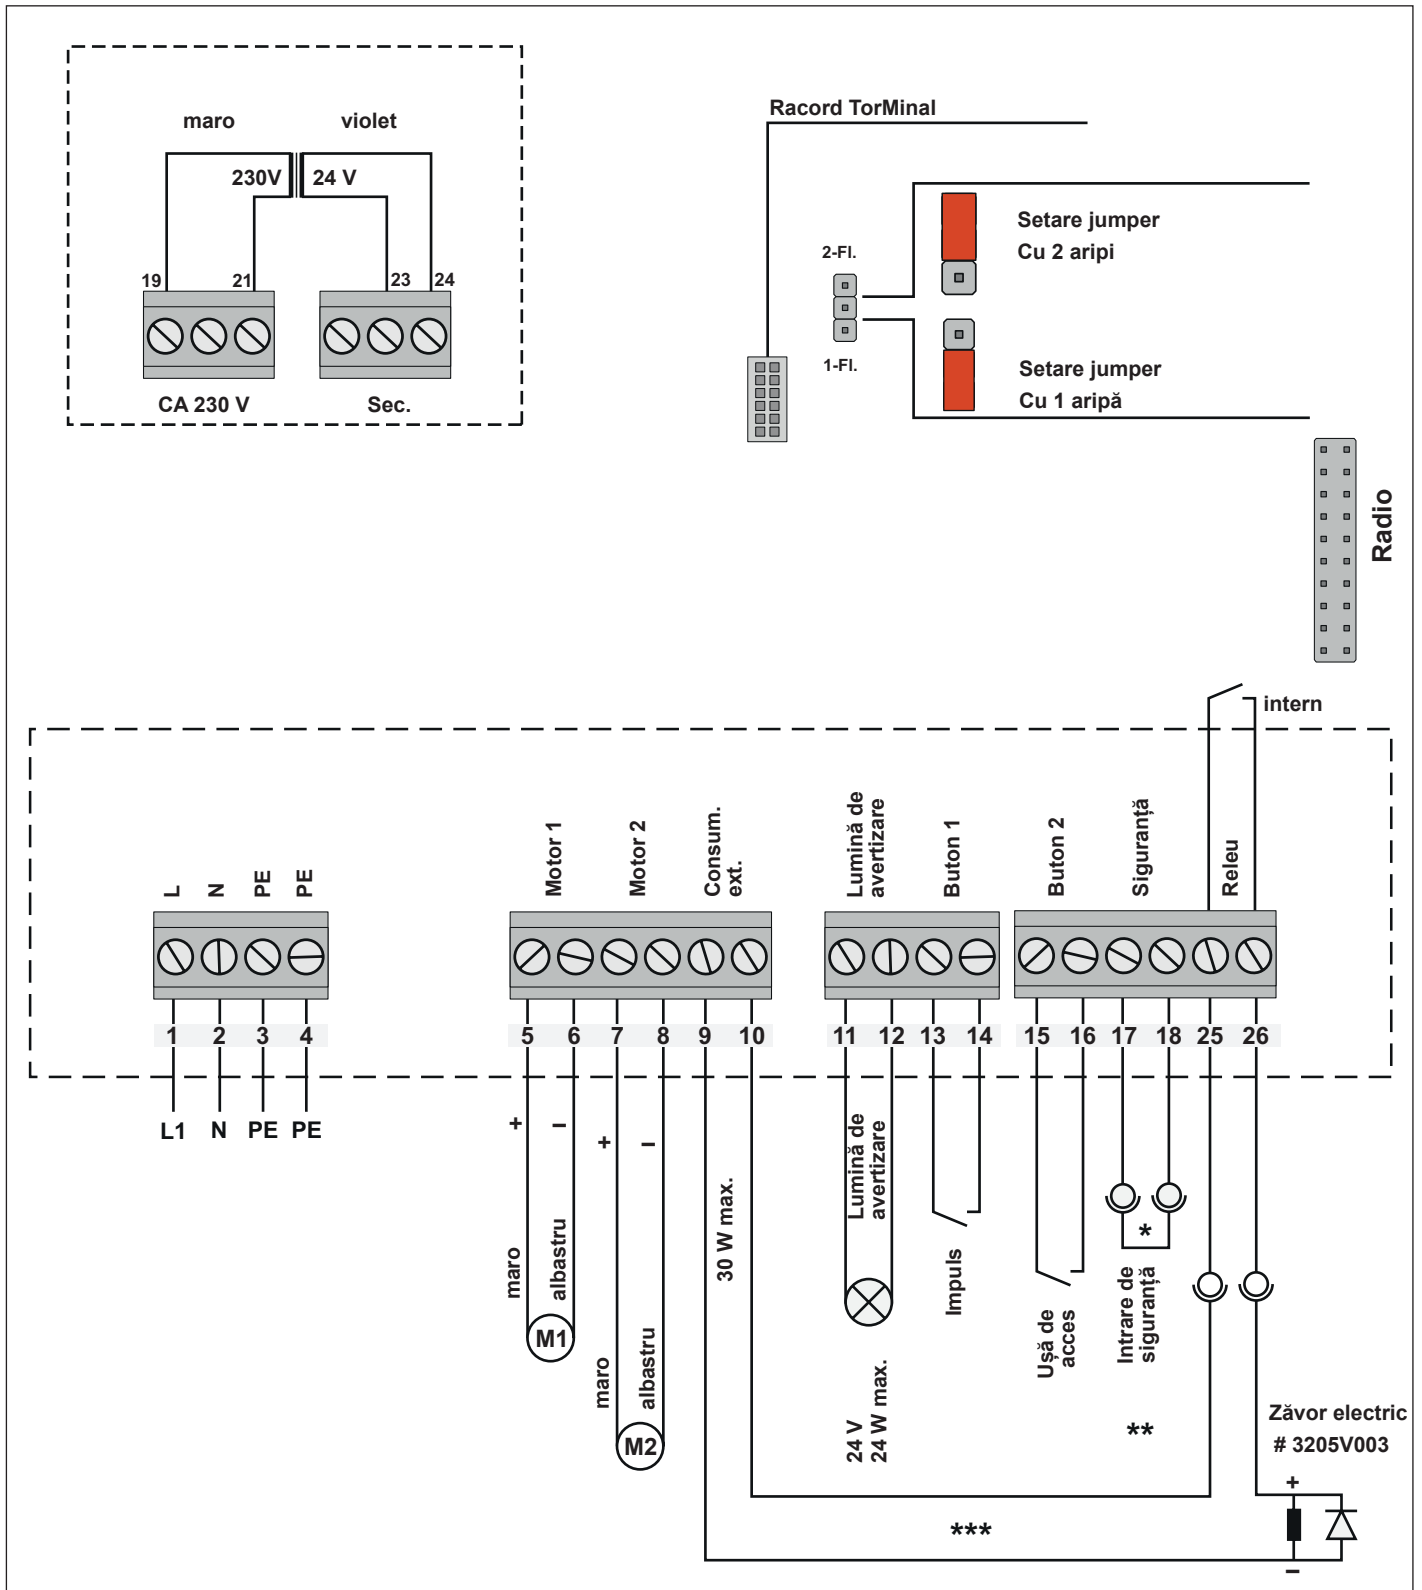 maro
violet
230V
24 V
19
21
23
24
CA 230 V
Sec.
Racord TorMinal
2-Fl.
1-Fl.
Setare jumper
Cu 2 aripi
Setare jumper
Cu 1 aripă
Radio
intern
L
N
PE
PE
Motor 1
Motor 2
Consum.
ext.
Lumină de
avertizare
Buton 1
Buton 2
Siguranță
Releu
1 2 3 4
5 6 7 8 9 10
11 12 13 14
15 16 17 18 25 26
L1 N PE PE
+
–
+
–
maro
albastru
M1
maro
albastru
M2
30 W max.
Lumină de
avertizare
24 V
24 W max.
Impuls
Ușă de
acces
*
Intrare de
siguranță
**
***
Zăvor electric
# 3205V003
+
–